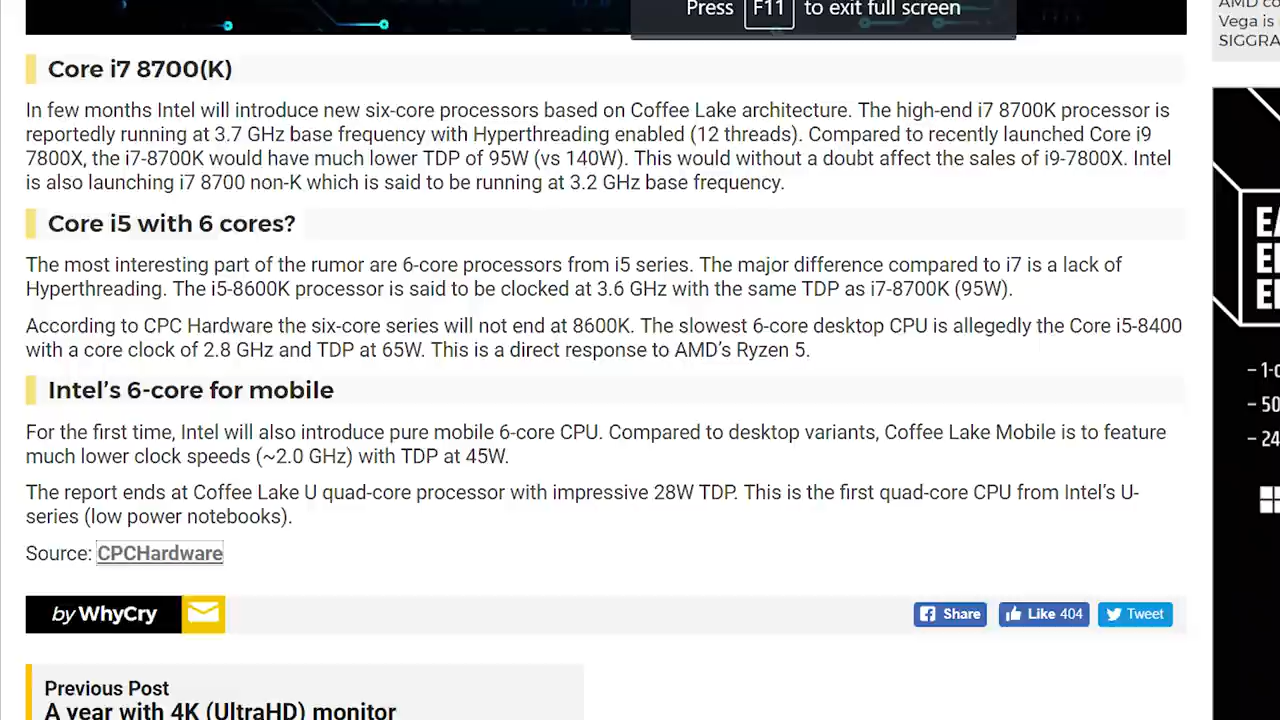 Press F11 to exit full screen
AMD
Vega is
SIGGRA
Core i7 8700(K)
In few months Intel will introduce new six-core processors based on Coffee Lake architecture. The high-end i7 8700K processor is
reportedly running at 3.7 GHz base frequency with Hyperthreading enabled (12 threads). Compared to recently launched Core i9
7800X, the i7-8700K would have much lower TDP of 95W (vs 140W). This would without a doubt affect the sales of i9-7800X. Intel
is also launching i7 8700 non-K which is said to be running at 3.2 GHz base frequency.
Core i5 with 6 cores?
The most interesting part of the rumor are 6-core processors from i5 series. The major difference compared to i7 is a lack of
Hyperthreading. The i5-8600K processor is said to be clocked at 3.6 GHz with the same TDP as i7-8700K (95W).
According to CPC Hardware the six-core series will not end at 8600K. The slowest 6-core desktop CPU is allegedly the Core i5-8400
with a core clock of 2.8 GHz and TDP at 65W. This is a direct response to AMD's Ryzen 5.
Intel's 6-core for mobile
For the first time, Intel will also introduce pure mobile 6-core CPU. Compared to desktop variants, Coffee Lake Mobile is to feature
much lower clock speeds (~2.0 GHz) with TDP at 45W.
The report ends at Coffee Lake U quad-core processor with impressive 28W TDP. This is the first quad-core CPU from Intel's U-
series (low power notebooks).
Source: CPCHardware
by WhyCry
Share
Like 404
Tweet
Previous Post
A year with 4K (UltraHD) monitor
– 50
– 24